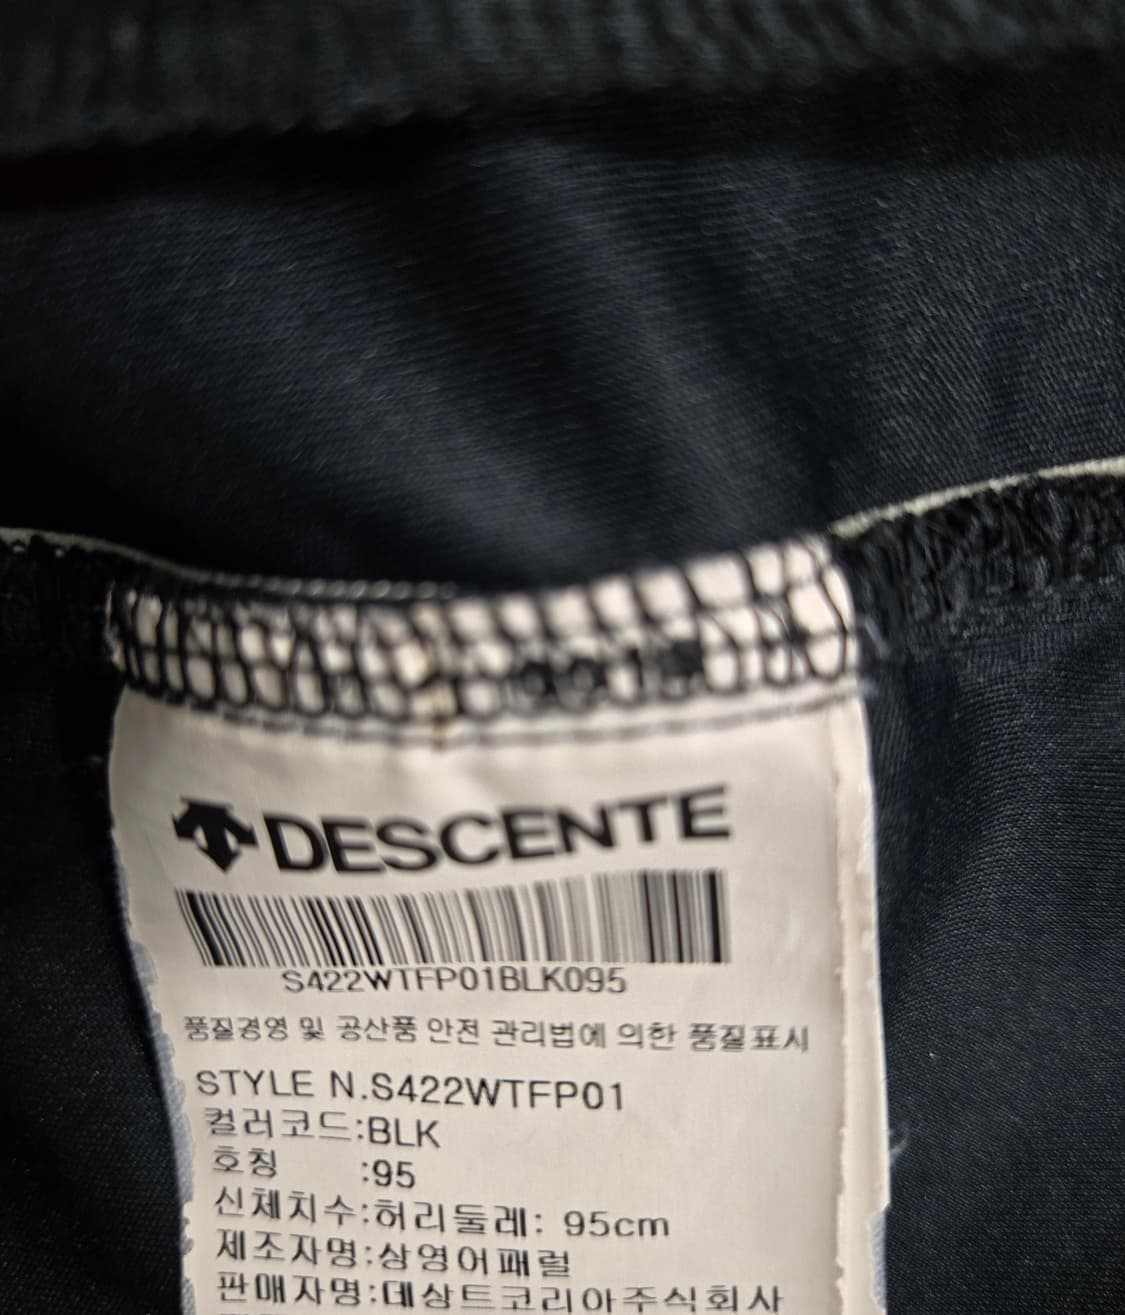 DESCENTE
S422WTFP01BLK095
품질경영 및 공산품 안전 관리법에 의한 품질표시
STYLE N.S422WTFP01
컬러코드:BLK
호칭 :95
신체치수:허리둘레: 95cm
제조자명:상영어패럴
판매자명:데상트코리아주식회사